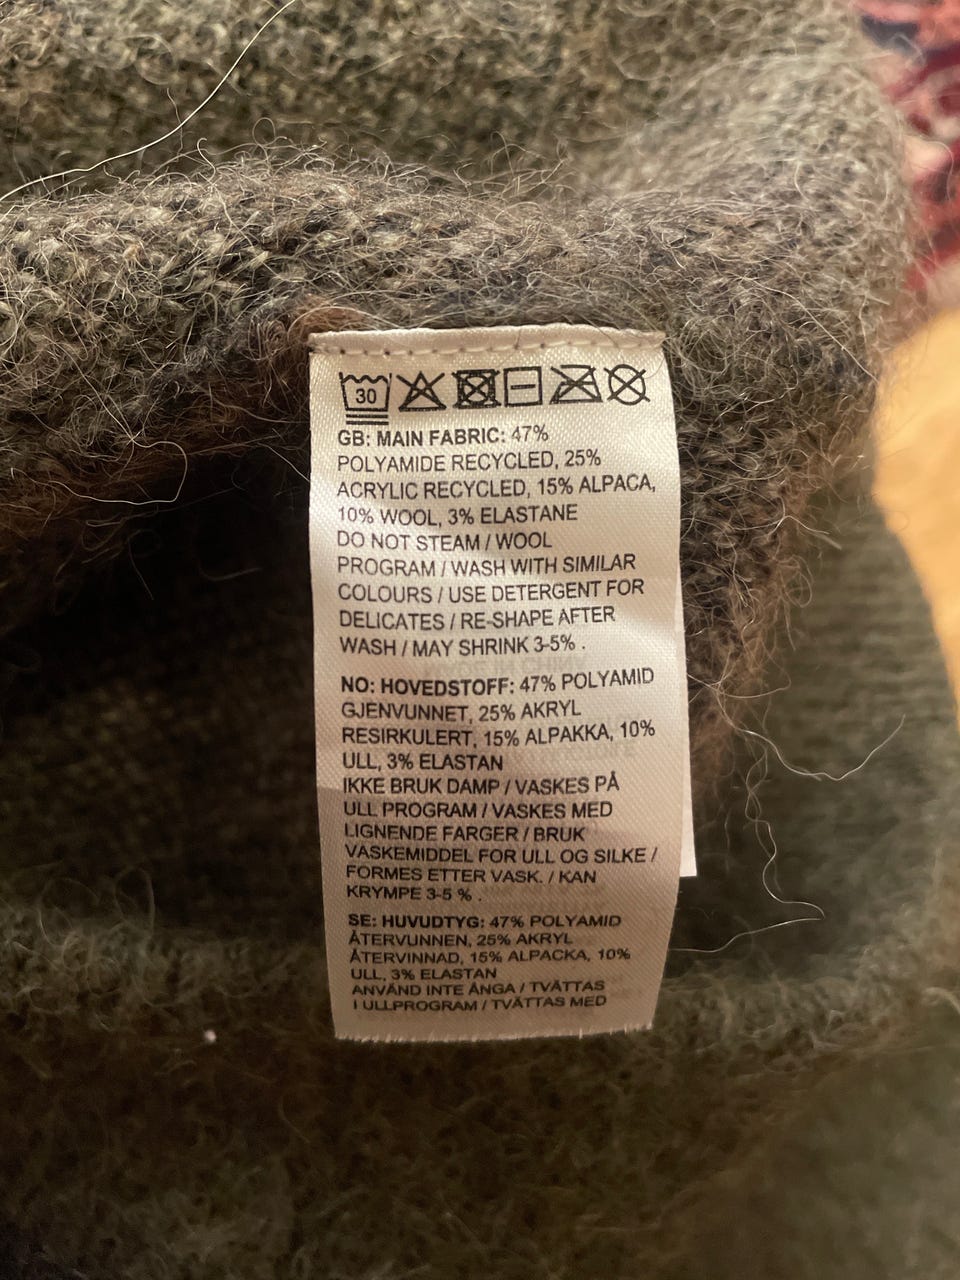 30
GB: MAIN FABRIC: 47%
POLYAMIDE RECYCLED, 25%
ACRYLIC RECYCLED, 15% ALPACA,
10% WOOL, 3% ELASTANE
DO NOT STEAM / WOOL
PROGRAM / WASH WITH SIMILAR
COLOURS / USE DETERGENT FOR
DELICATES / RE-SHAPE AFTER
WASH / MAY SHRINK 3-5% .
NO: HOVEDSTOFF: 47% POLYAMID
GJENVUNNET, 25% AKRYL
RESIRKULERT, 15% ALPAKKA, 10%
ULL, 3% ELASTAN
IKKE BRUK DAMP / VASKES PÅ
ULL PROGRAM / VASKES MED
LIGNENDE FARGER / BRUK
VASKEMIDDEL FOR ULL OG SILKE /
FORMES ETTER VASK. / KAN
KRYMPE 3-5 % .
SE: HUVUDTYG: 47% POLYAMID
ÅTERVUNNEN, 25% AKRYL
ÅTERVINNAD, 15% ALPACKA, 10%
ULL, 3% ELASTAN
ANVÄND INTE ÅNGA / TVÄTTAS
I ULLPROGRAM / TVÄTTAS MED